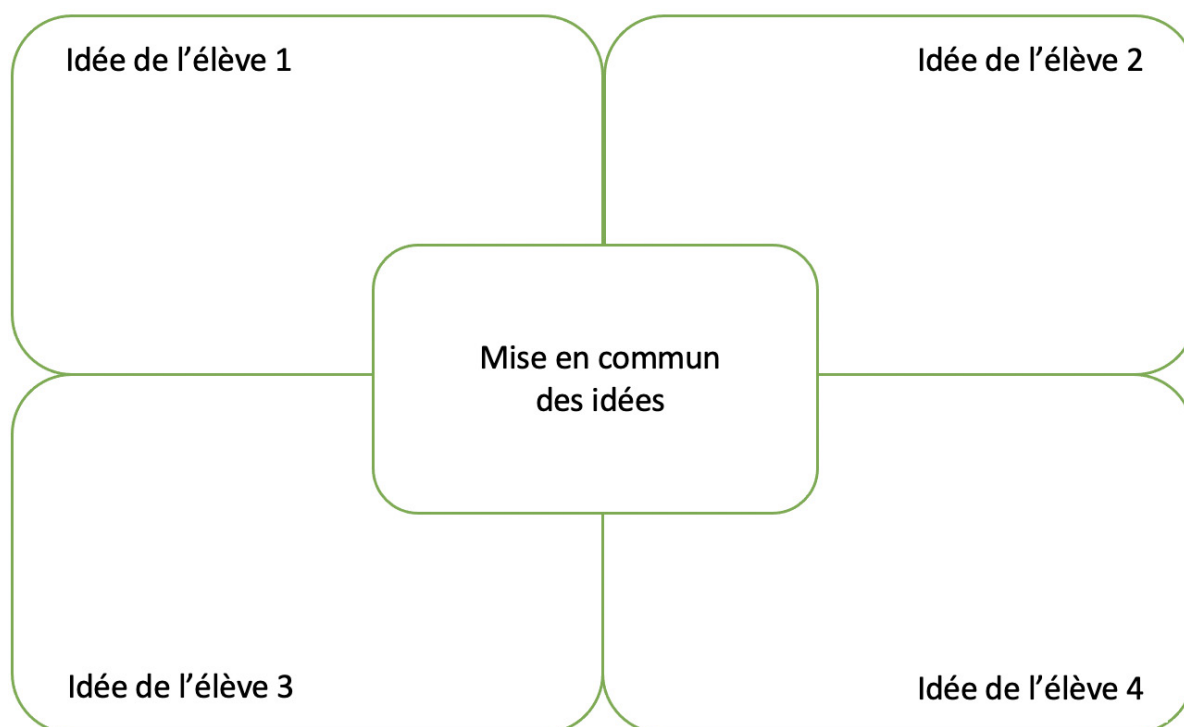 Idée de l’élève 1
Idée de l’élève 2
Mise en commun
des idées
Idée de l’élève 3
Idée de l’élève 4